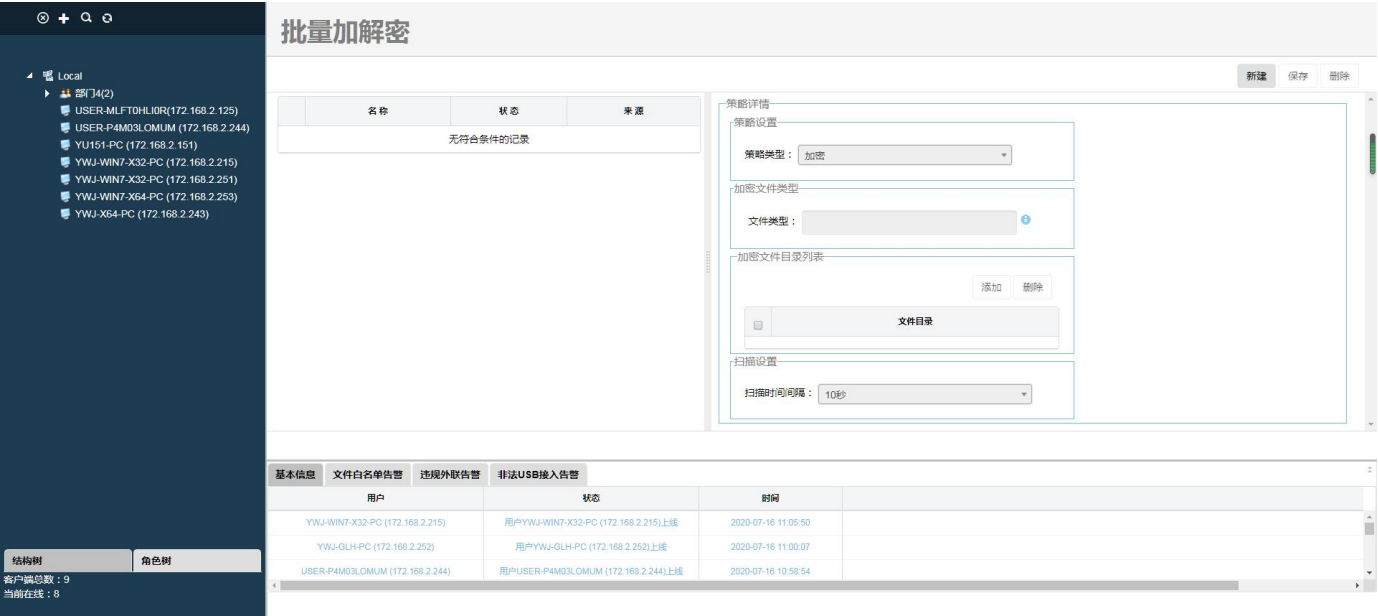 批量加解密
Local
部门4(2)
USER-MLFT0HLI0R(172.168.2.125)
USER-P4M03LOMUM (172.168.2.244)
YU151-PC (172.168.2.151)
YWJ-WIN7-X32-PC (172.168.2.215)
YWJ-WIN7-X32-PC (172.168.2.251)
YWJ-WIN7-X64-PC (172.168.2.253)
YWJ-X64-PC (172.168.2.243)
结构树 角色树
客户端总数：9
当前在线：8
新建 保存 删除
名称 状态 来源
无符合条件的记录
策略详情
策略设置
策略类型： 加密
加密文件类型
文件类型：
加密文件目录列表
添加 删除
文件目录
扫描设置
扫描时间间隔： 10秒
基本信息 文件白名单告警 违规外联告警 非法USB接入告警
用户 状态 时间
YWJ-WIN7-X32-PC (172.168.2.215) 用户YWJ-WIN7-X32-PC (172.168.2.215)上线 2020-07-16 11:05:50
YWJ-GLH-PC (172.168.2.252) 用户YWJ-GLH-PC (172.168.2.252)上线 2020-07-16 11:00:07
USER-P4M03LOMUM (172.168.2.244) 用户USER-P4M03LOMUM (172.168.2.244)上线 2020-07-16 10:58:54